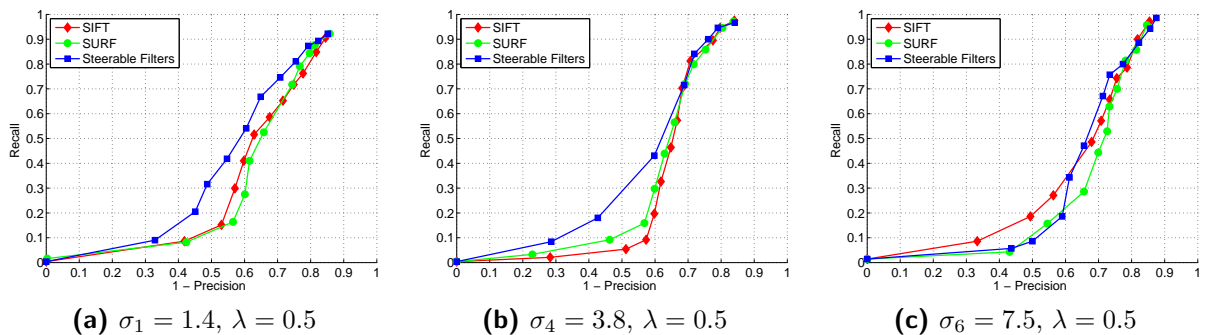 SIFT
SURF
Steerable Filters
1
0.9
0.8
0.7
0.6
0.5
0.4
0.3
0.2
0.1
0
Recall
0 0.1 0.2 0.3 0.4 0.5 0.6 0.7 0.8 0.9 1
1 − Precision
(a) σ₁ = 1.4, λ = 0.5
SIFT
SURF
Steerable Filters
1
0.9
0.8
0.7
0.6
0.5
0.4
0.3
0.2
0.1
0
Recall
0 0.1 0.2 0.3 0.4 0.5 0.6 0.7 0.8 0.9 1
1 − Precision
(b) σ₄ = 3.8, λ = 0.5
SIFT
SURF
Steerable Filters
1
0.9
0.8
0.7
0.6
0.5
0.4
0.3
0.2
0.1
0
Recall
0 0.1 0.2 0.3 0.4 0.5 0.6 0.7 0.8 0.9 1
1 − Precision
(c) σ₆ = 7.5, λ = 0.5